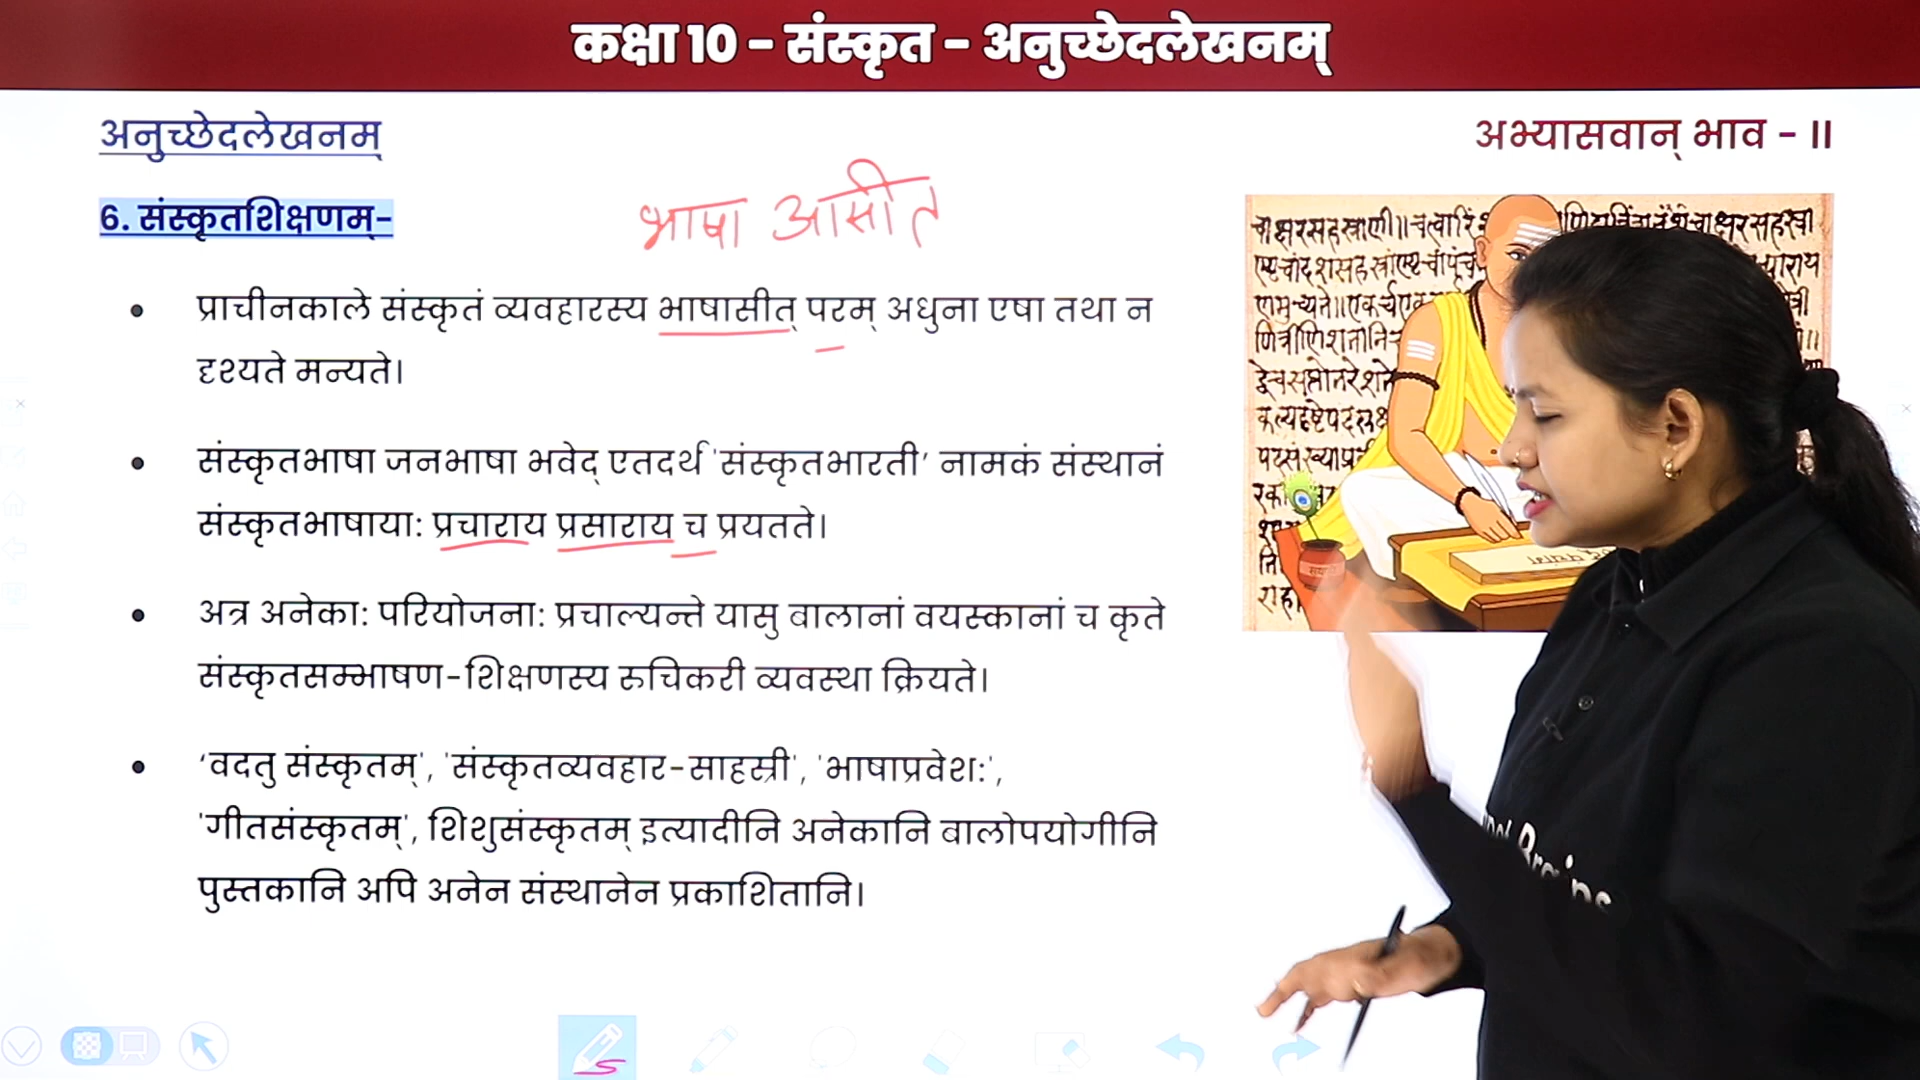 कक्षा 10 - संस्कृत - अनुच्छेदलेखनम्
अनुच्छेदलेखनम्
अभ्यासवान् भाव - II
6. संस्कृतशिक्षणम्-
भाषा आसीत
प्राचीनकाले संस्कृतं व्यवहारस्य भाषासीत् परम् अधुना एषा तथा न
दृश्यते मन्यते।
संस्कृतभाषा जनभाषा भवेद् एतदर्थ 'संस्कृतभारती’ नामकं संस्थानं
संस्कृतभाषाया: प्रचाराय प्रसाराय च प्रयतते।
अत्र अनेका: परियोजना: प्रचाल्यन्ते यासु बालानां वयस्कानां च कृते
संस्कृतसम्भाषण-शिक्षणस्य रुचिकरी व्यवस्था क्रियते।
‘वदतु संस्कृतम्', 'संस्कृतव्यवहार-साहस्री', 'भाषाप्रवेश:',
'गीतसंस्कृतम्', शिशुसंस्कृतम् इत्यादीनि अनेकानि बालोपयोगीनि
पुस्तकानि अपि अनेन संस्थानेन प्रकाशितानि।